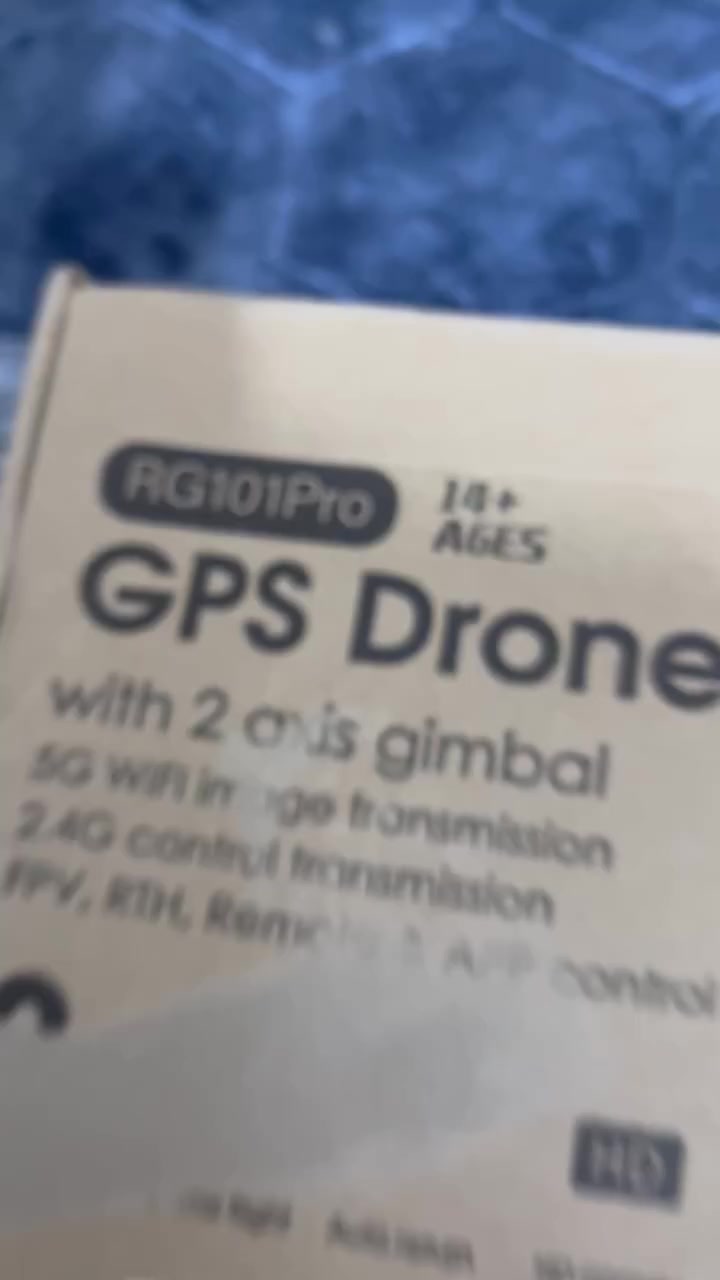 RG101Pro
14+
AGES
GPS Drone
with 2 axis gimbal
5G Wifi image transmission
2.4G control transmission
FPV, RTH, Remote & APP control